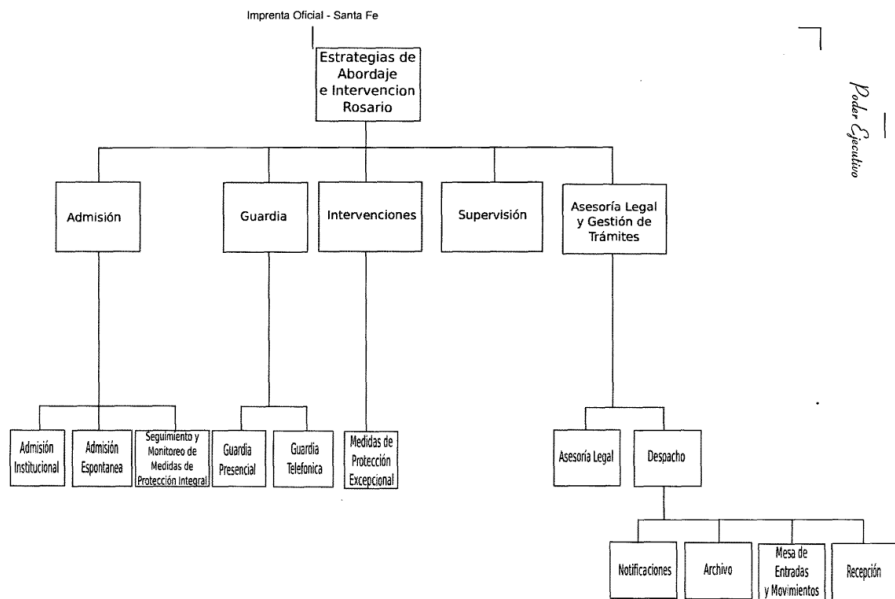 Imprenta Oficial - Santa Fe
Estrategias de
Abordaje
e Intervencion
Rosario
Poder Ejecutivo
Admisión
Guardia
Intervenciones
Supervisión
Asesoría Legal
y Gestión de
Trámites
Admisión
Institucional
Admisión
Espontanea
Seguimiento y
Monitoreo de
Medidas de
Protección Integral
Guardia
Presencial
Guardia
Telefonica
Medidas de
Protección
Excepcional
Asesoría Legal
Despacho
Notificaciones
Archivo
Mesa de
Entradas
y Movimientos
Recepción